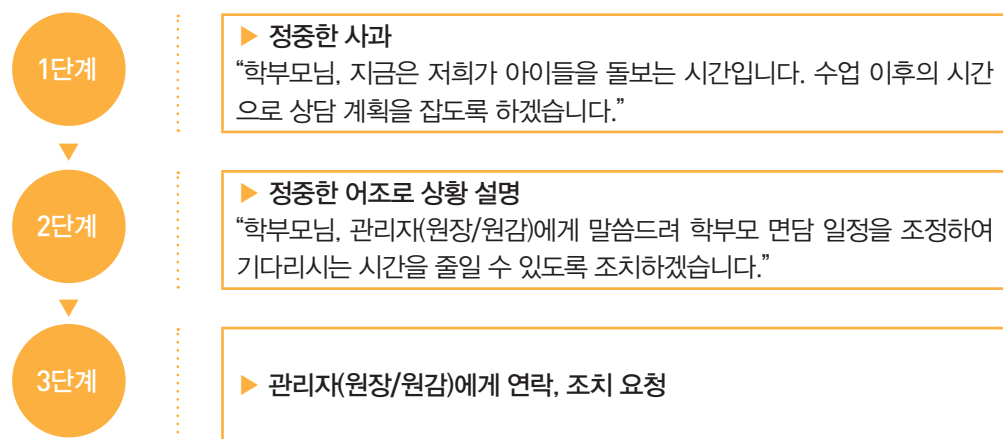 1단계
▶ 정중한 사과
“학부모님, 지금은 저희가 아이들을 돌보는 시간입니다. 수업 이후의 시간
으로 상담 계획을 잡도록 하겠습니다.”
2단계
▶ 정중한 어조로 상황 설명
“학부모님, 관리자(원장/원감)에게 말씀드려 학부모 면담 일정을 조정하여
기다리시는 시간을 줄일 수 있도록 조치하겠습니다.”
3단계
▶ 관리자(원장/원감)에게 연락, 조치 요청